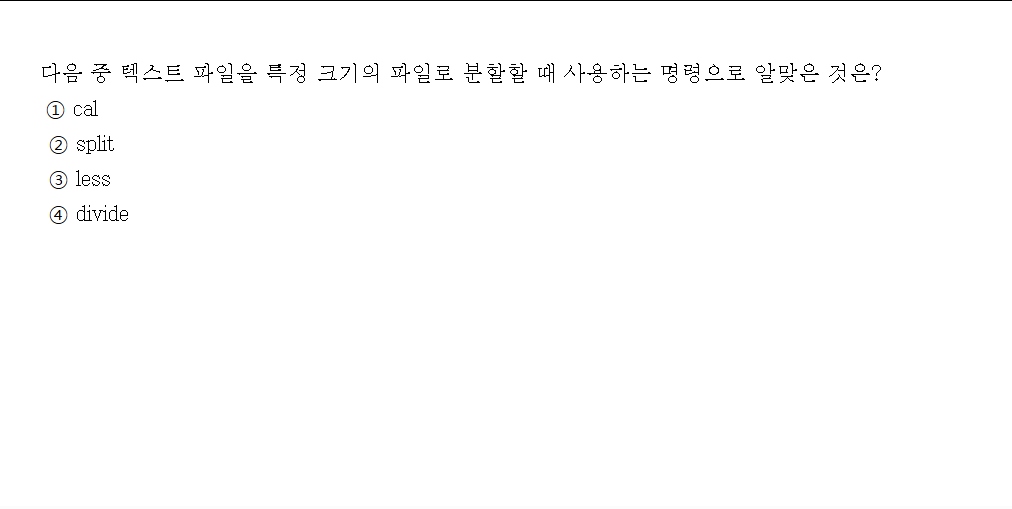 다음 중 텍스트 파일을 특정 크기의 파일로 분할할 때 사용하는 명령으로 알맞은 것은?
① cal
② split
③ less
④ divide